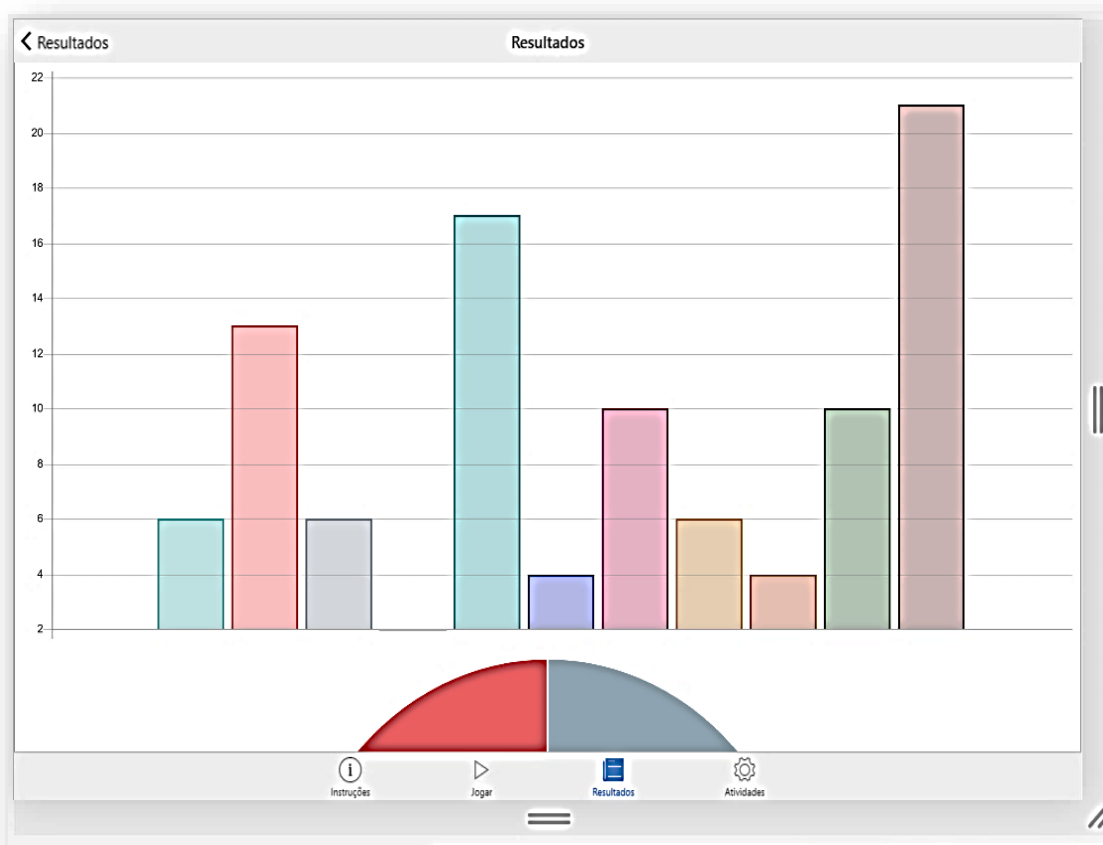 Resultados
Resultados
22
20
18
16
14
12
10
8
6
4
2
Instruções
Jogar
Resultados
Atividades